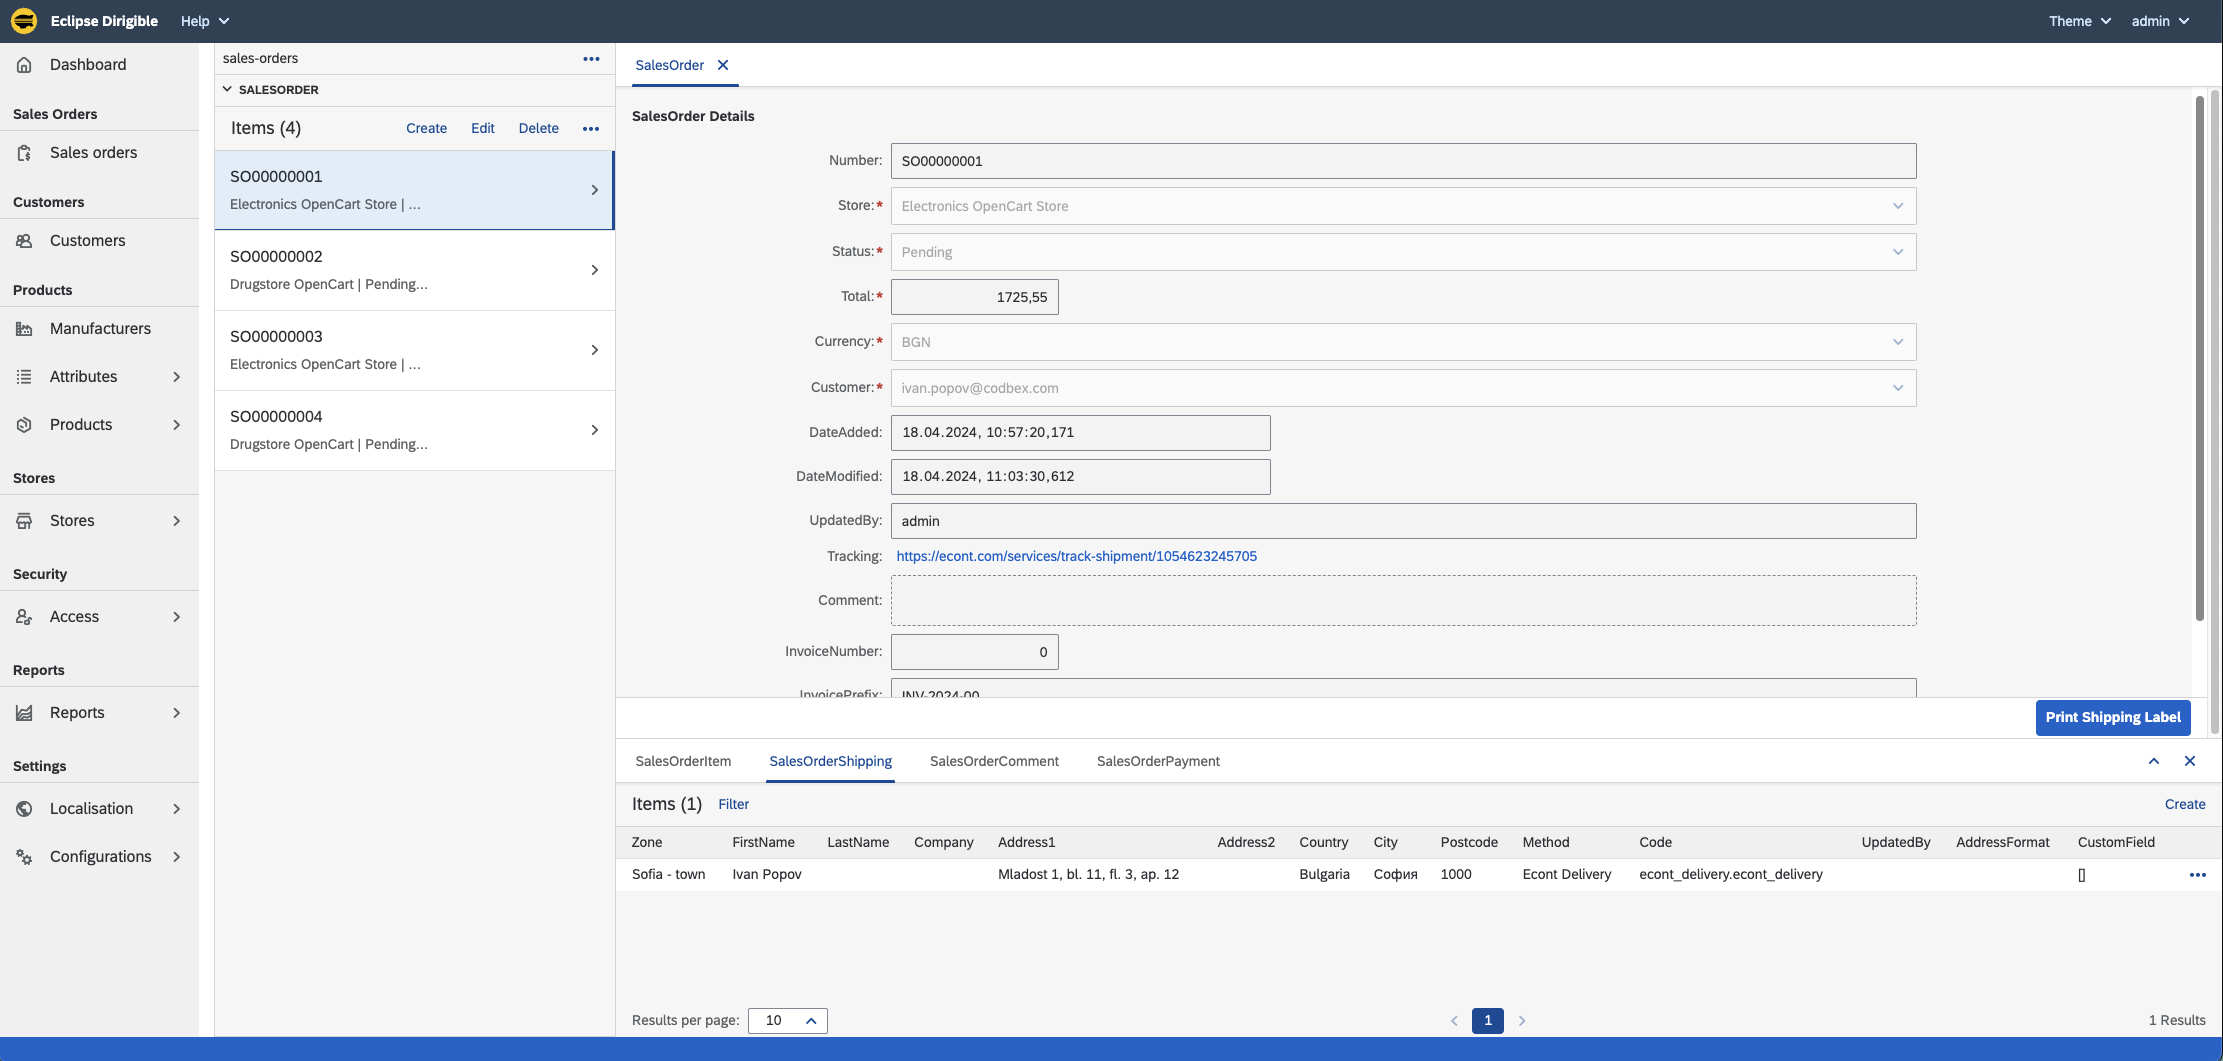 Eclipse Dirigible Help Theme admin
Dashboard
Sales Orders
Sales orders
Customers
Customers
Products
Manufacturers
Attributes
Products
Stores
Stores
Security
Access
Reports
Reports
Settings
Localisation
Configurations
sales-orders
SALESORDER
Items (4) Create Edit Delete
SO00000001
Electronics OpenCart Store | ...
SO00000002
Drugstore OpenCart | Pending...
SO00000003
Electronics OpenCart Store | ...
SO00000004
Drugstore OpenCart | Pending...
SalesOrder
SalesOrder Details
Number: SO00000001
Store:* Electronics OpenCart Store
Status:* Pending
Total:* 1725,55
Currency:* BGN
Customer:* ivan.popov@codbex.com
DateAdded: 18.04.2024, 10:57:20,171
DateModified: 18.04.2024, 11:03:30,612
UpdatedBy: admin
Tracking: https://econt.com/services/track-shipment/1054623245705
Comment:
InvoiceNumber: 0
InvoicePrefix: INV-2024-00
Print Shipping Label
SalesOrderItem SalesOrderShipping SalesOrderComment SalesOrderPayment
Items (1) Filter Create
Zone FirstName LastName Company Address1 Address2 Country City Postcode Method Code UpdatedBy AddressFormat CustomField
Sofia - town Ivan Popov Mladost 1, bl. 11, fl. 3, ap. 12 Bulgaria София 1000 Econt Delivery econt_delivery.econt_delivery []
Results per page: 10 1 1 Results